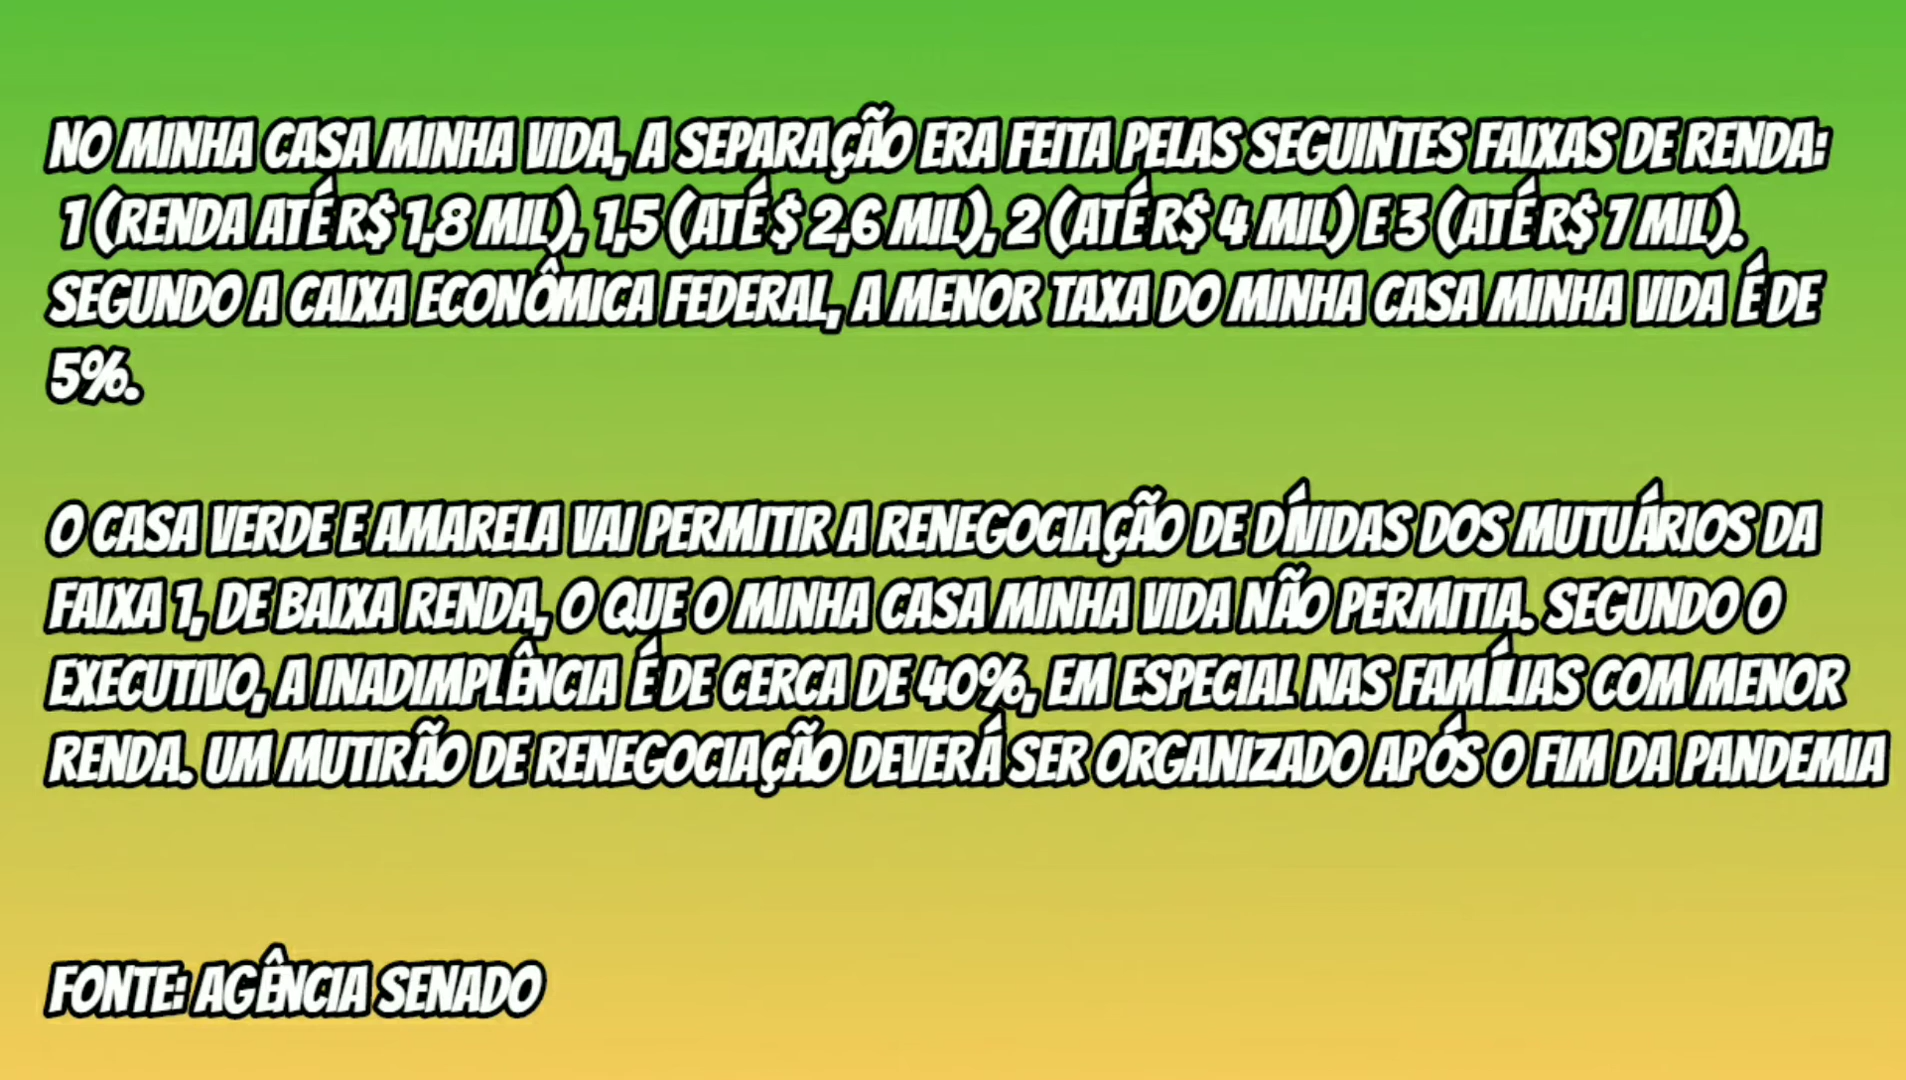 NO MINHA CASA MINHA VIDA, A SEPARAÇÃO ERA FEITA PELAS SEGUINTES FAIXAS DE RENDA:
1 (RENDA ATÉ R$ 1,8 MIL), 1,5 (ATÉ $ 2,6 MIL), 2 (ATÉ R$ 4 MIL) E 3 (ATÉ R$ 7 MIL).
SEGUNDO A CAIXA ECONÔMICA FEDERAL, A MENOR TAXA DO MINHA CASA MINHA VIDA É DE
5%.
O CASA VERDE E AMARELA VAI PERMITIR A RENEGOCIAÇÃO DE DÍVIDAS DOS MUTUÁRIOS DA
FAIXA 1, DE BAIXA RENDA, O QUE O MINHA CASA MINHA VIDA NÃO PERMITIA. SEGUNDO O
EXECUTIVO, A INADIMPLÊNCIA É DE CERCA DE 40%, EM ESPECIAL NAS FAMÍLIAS COM MENOR
RENDA. UM MUTIRÃO DE RENEGOCIAÇÃO DEVERÁ SER ORGANIZADO APÓS O FIM DA PANDEMIA
FONTE: AGÊNCIA SENADO